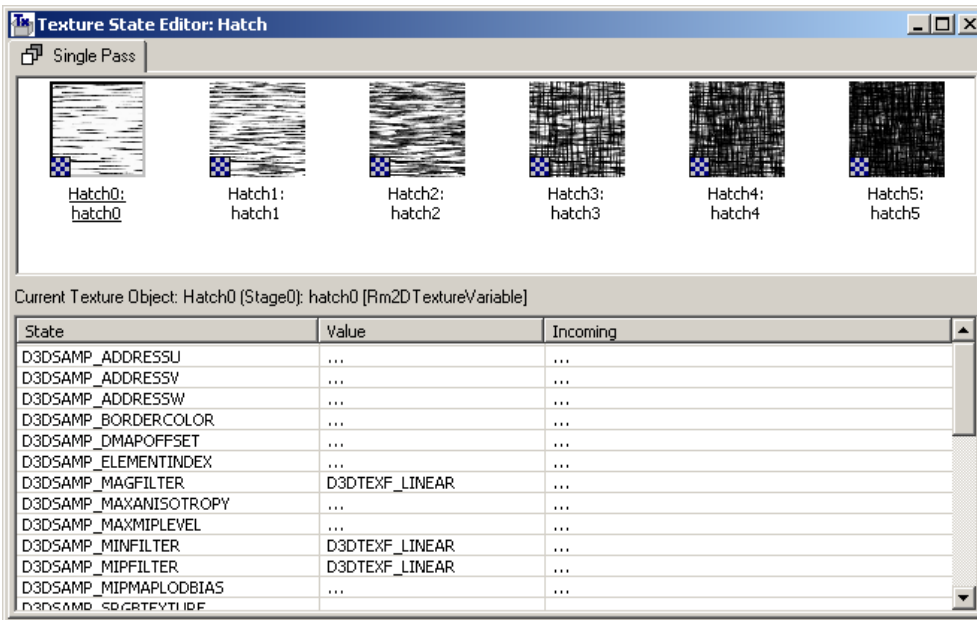 Tx Texture State Editor: Hatch
Single Pass
Hatch0: Hatch1: Hatch2: Hatch3: Hatch4: Hatch5:
hatch0 hatch1 hatch2 hatch3 hatch4 hatch5
Current Texture Object: Hatch0 (Stage0): hatch0 [Rm2DTextureVariable]
State Value Incoming
D3DSAMP_ADDRESSU ... ...
D3DSAMP_ADDRESSV ... ...
D3DSAMP_ADDRESSW ... ...
D3DSAMP_BORDERCOLOR ... ...
D3DSAMP_DMAPOFFSET ... ...
D3DSAMP_ELEMENTINDEX ... ...
D3DSAMP_MAGFILTER D3DTEXF_LINEAR ...
D3DSAMP_MAXANISOTROPY ... ...
D3DSAMP_MAXMIPLEVEL ... ...
D3DSAMP_MINFILTER D3DTEXF_LINEAR ...
D3DSAMP_MIPFILTER D3DTEXF_LINEAR ...
D3DSAMP_MIPMAPLODBIAS ... ...
D3DSAMP_SRGBTEXTURE